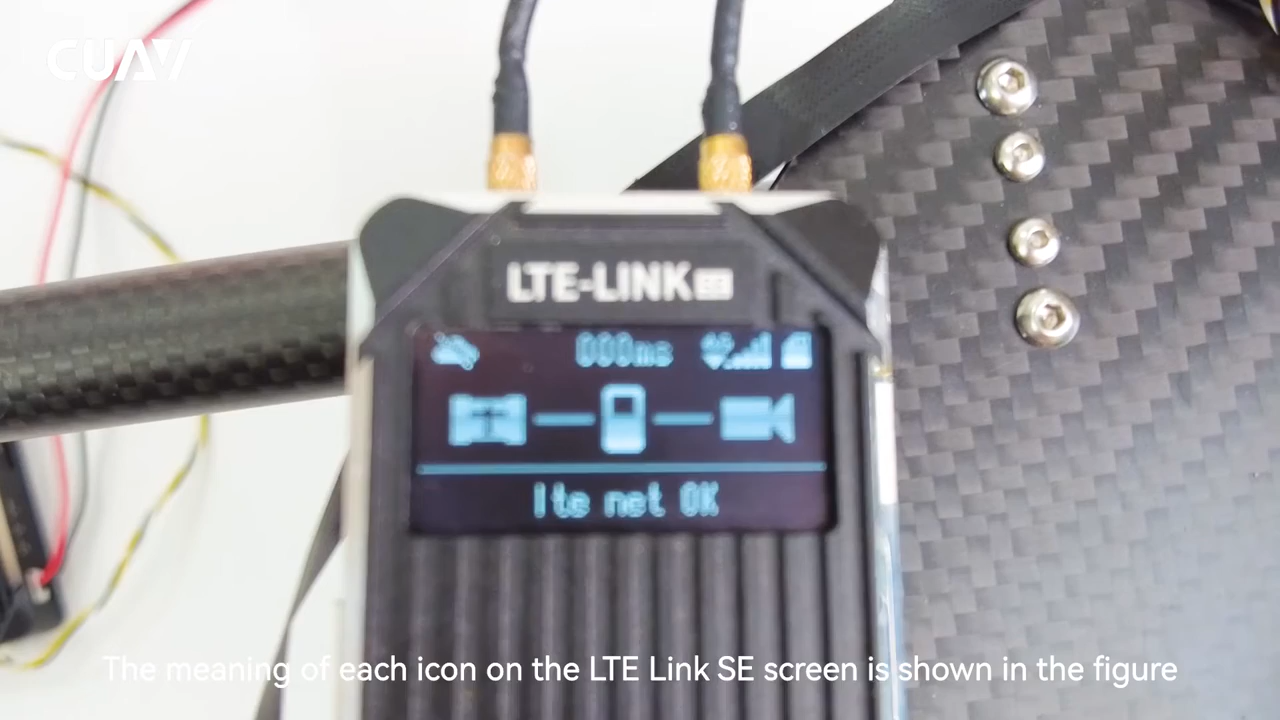 CUAV
LTE-LINK SE
000ms
lte net OK
The meaning of each icon on the LTE Link SE screen is shown in the figure